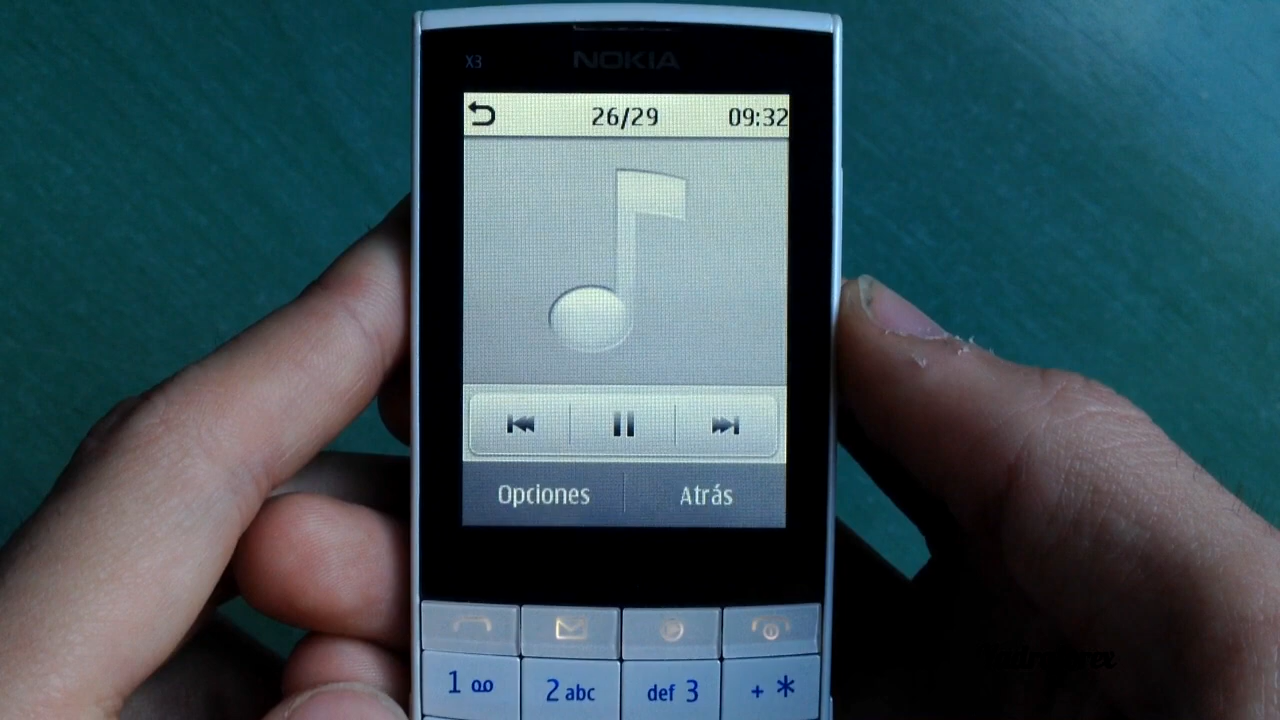 X3 NOKIA
26/29 09:32
Opciones Atrás
1 2 abc def 3 + *